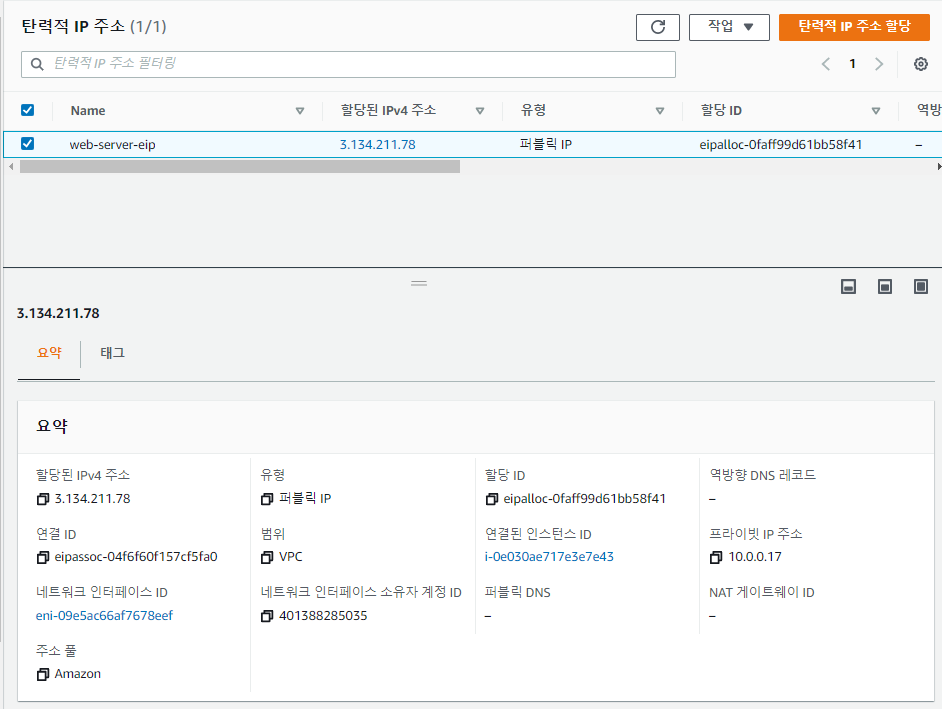 탄력적 IP 주소 (1/1)
작업
탄력적 IP 주소 할당
탄력적 IP 주소 필터링
1
Name 할당된 IPv4 주소 유형 할당 ID 역방
web-server-eip 3.134.211.78 퍼블릭 IP eipalloc-0faff99d61bb58f41 –
3.134.211.78
요약 태그
요약
할당된 IPv4 주소 유형 할당 ID 역방향 DNS 레코드
3.134.211.78 퍼블릭 IP eipalloc-0faff99d61bb58f41 –
연결 ID 범위 연결된 인스턴스 ID 프라이빗 IP 주소
eipassoc-04f6f60f157cf5fa0 VPC i-0e030ae717e3e7e43 10.0.0.17
네트워크 인터페이스 ID 네트워크 인터페이스 소유자 계정 ID 퍼블릭 DNS NAT 게이트웨이 ID
eni-09e5ac66af7678eef 401388285035 – –
주소 풀
Amazon